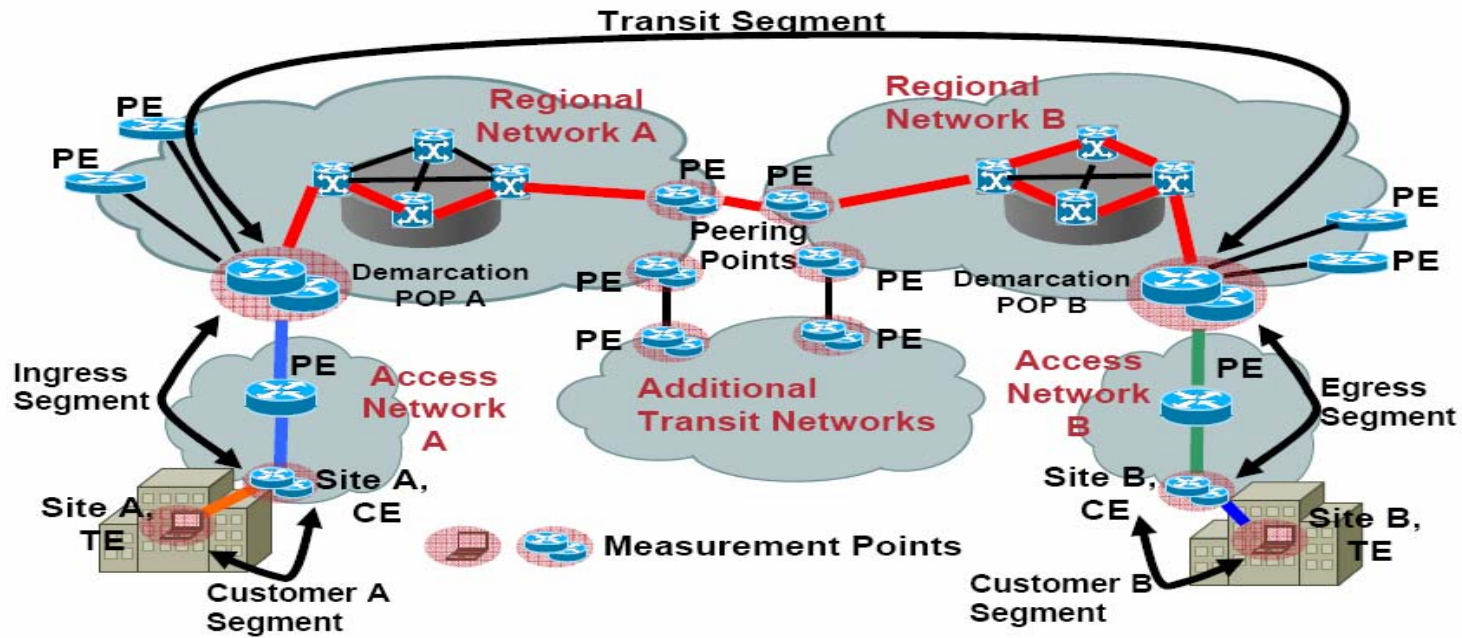 Transit Segment
PE
PE
Regional
Network A
Regional
Network B
PE
PE
Peering
Points
PE
PE
Demarcation
POP A
Demarcation
POP B
PE
PE
PE
PE
Ingress
Segment
PE
Access
Network
A
Additional
Transit Networks
Access
Network
B
PE
Egress
Segment
Site A,
TE
Site A,
CE
Site B,
CE
Site B,
TE
Measurement Points
Customer A
Segment
Customer B
Segment